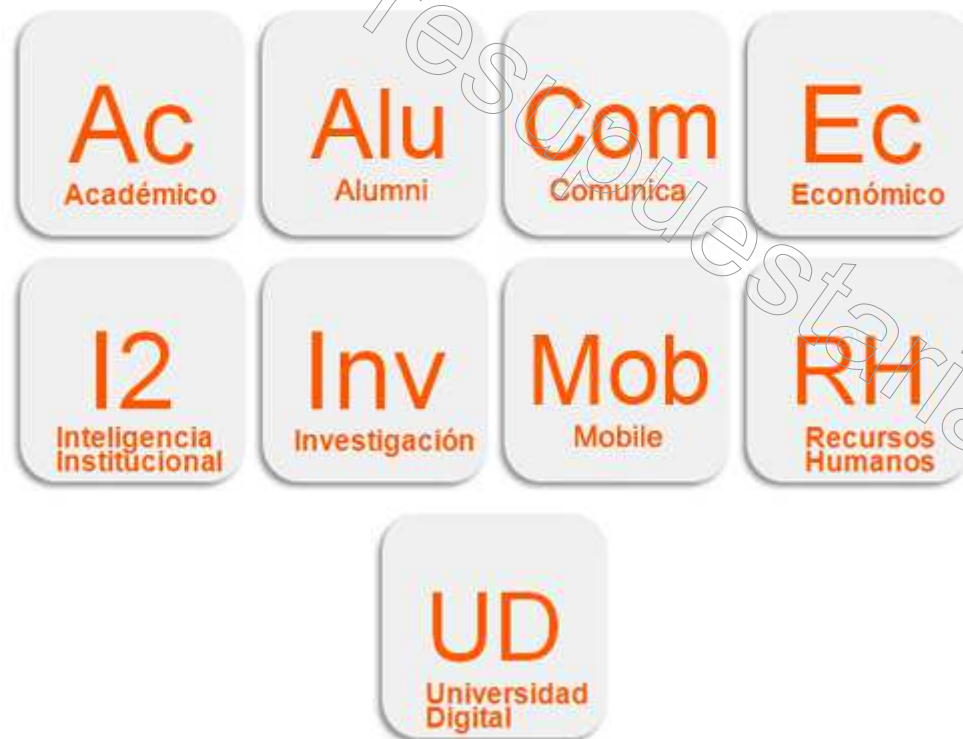 Ac
Académico
Alu
Alumni
Com
Comunica
Ec
Económico
I2
Inteligencia
Institucional
Inv
Investigación
Mob
Mobile
RH
Recursos
Humanos
UD
Universidad
Digital